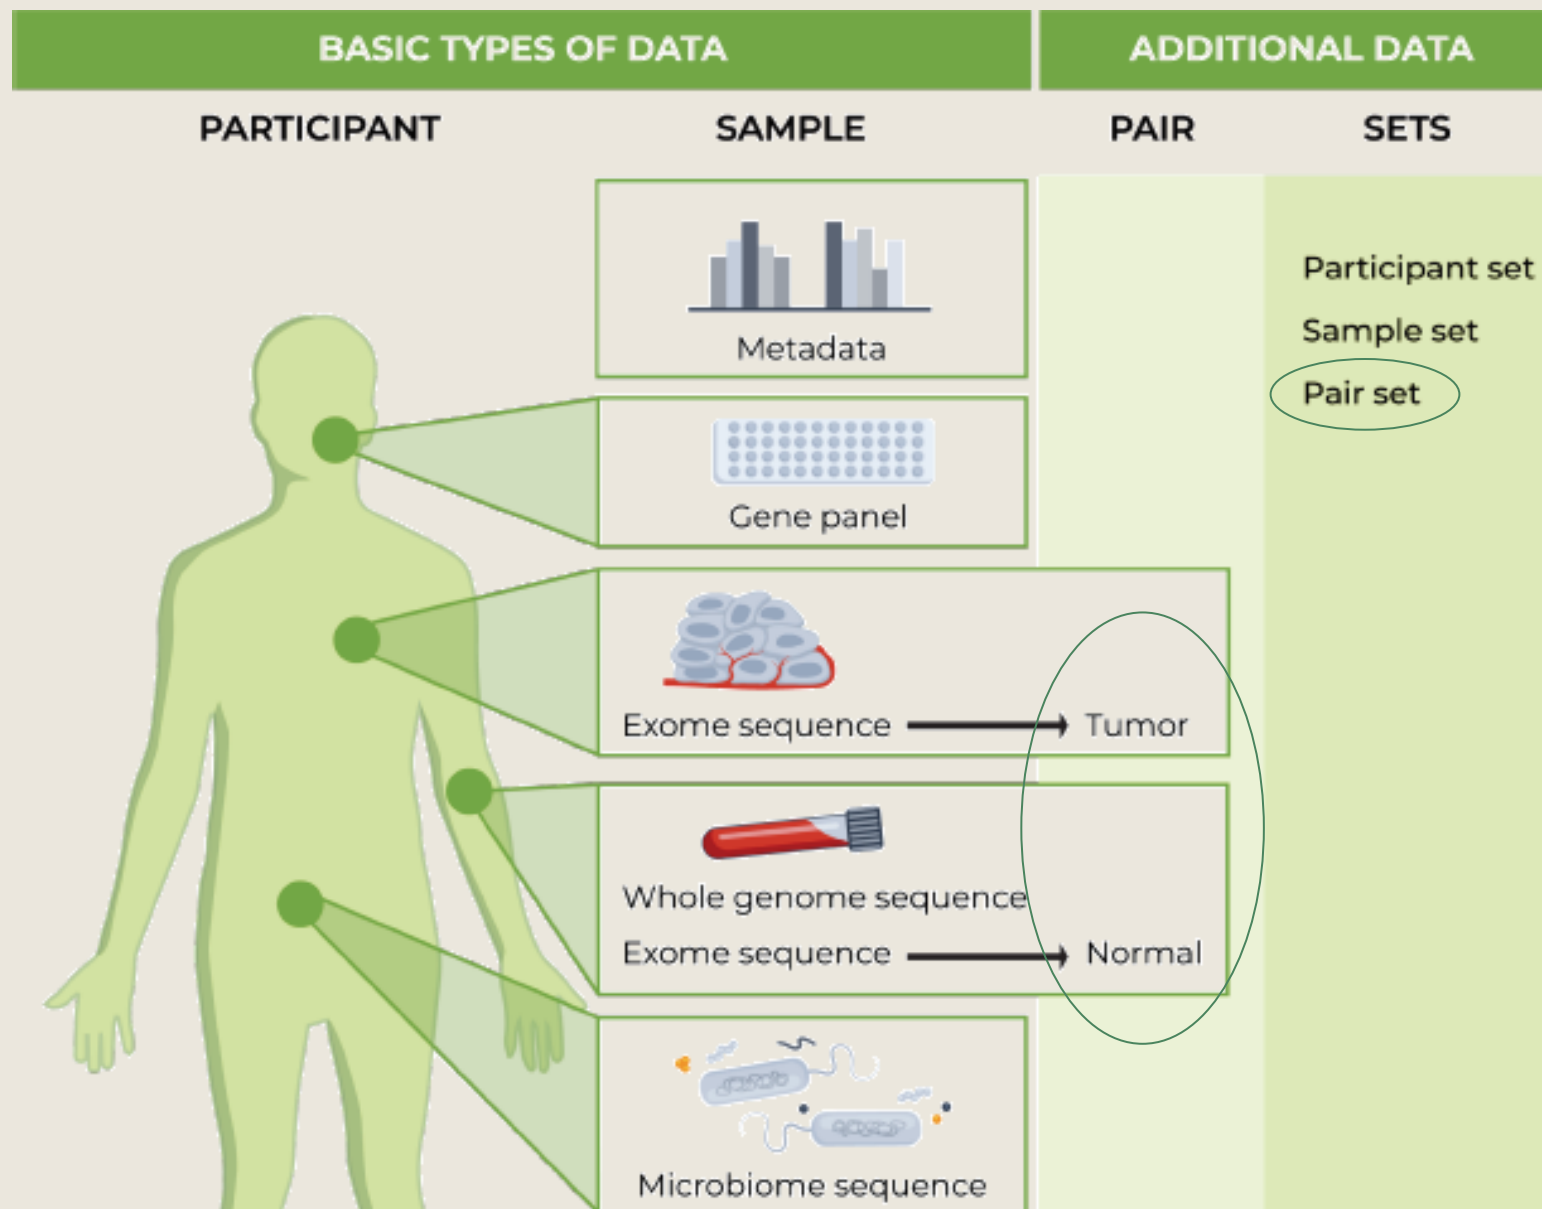 BASIC TYPES OF DATA
ADDITIONAL DATA
PARTICIPANT
SAMPLE
PAIR
SETS
Metadata
Participant set
Sample set
Pair set
Gene panel
Exome sequence
Tumor
Whole genome sequence
Exome sequence
Normal
Microbiome sequence